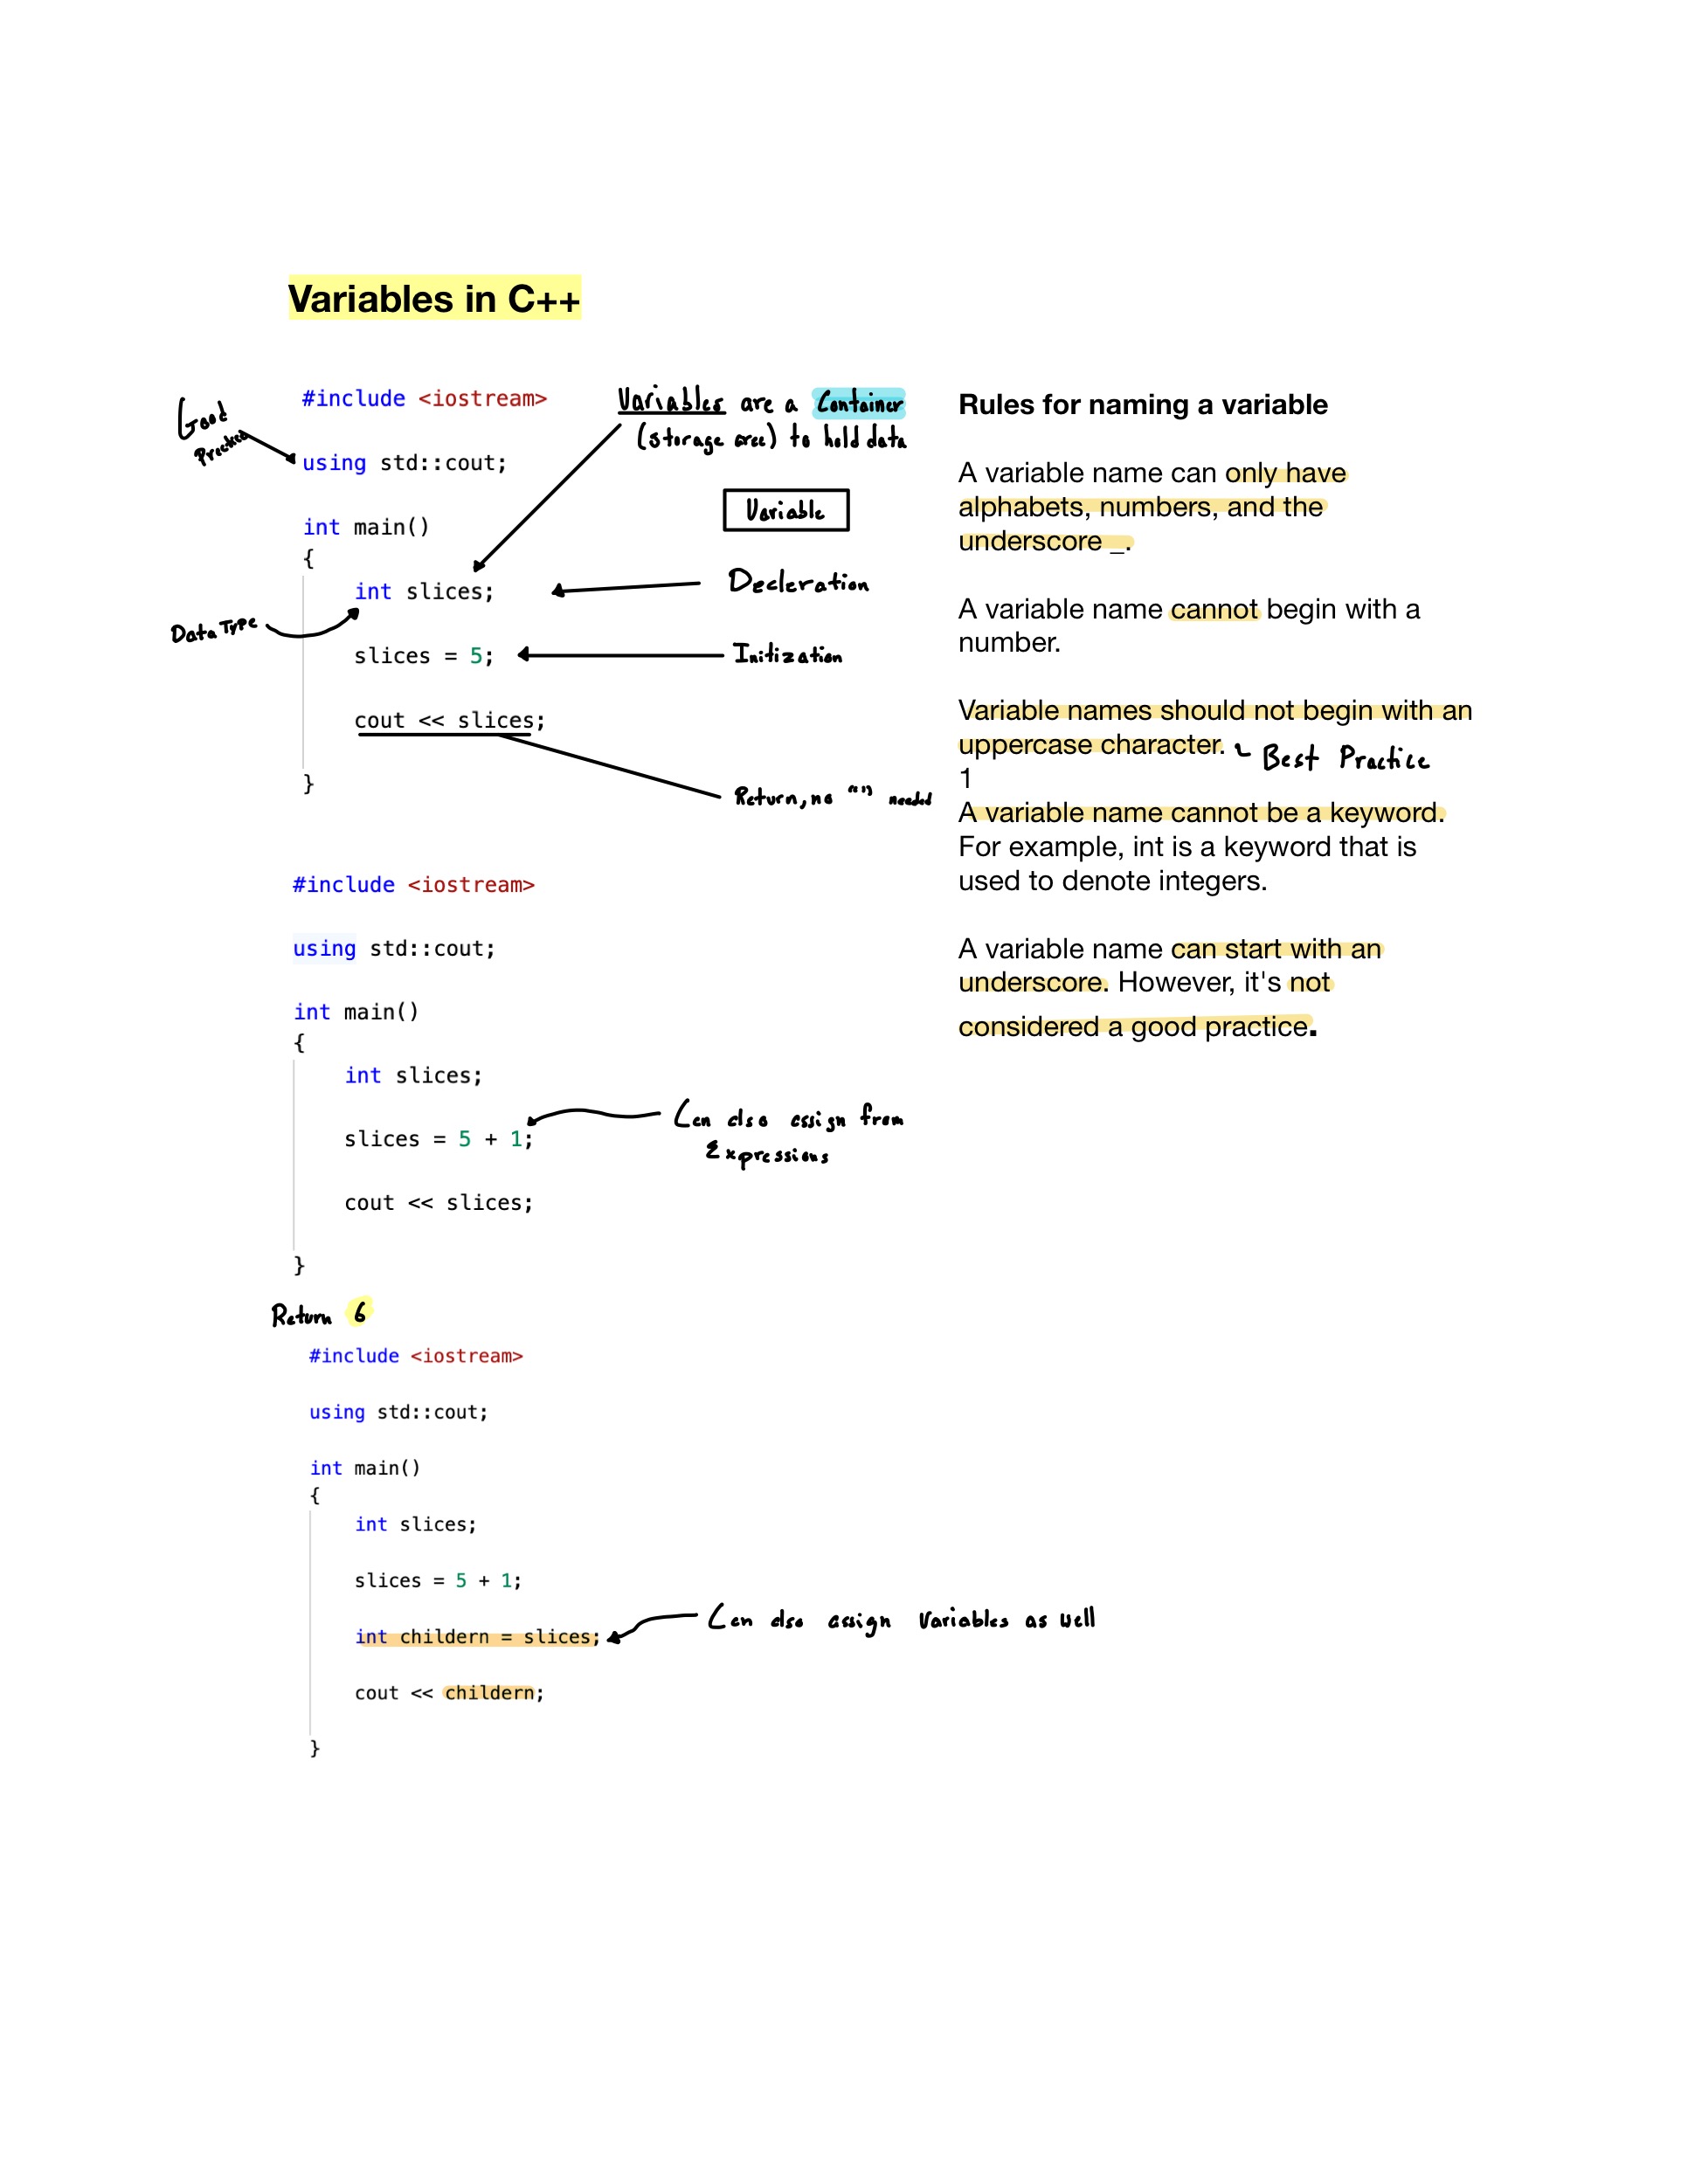 Variables in C++
Good
Practice
#include <iostream>
using std::cout;
int main()
{
int slices;
Data Type
slices = 5;
cout << slices;
}
Variables are a Container
(storage area) to hold data
Variable
Decleration
Initization
Return, no "" needed
#include <iostream>
using std::cout;
int main()
{
int slices;
slices = 5 + 1;
cout << slices;
}
Can also assign from
Expressions
Return 6
#include <iostream>
using std::cout;
int main()
{
int slices;
slices = 5 + 1;
int childern = slices;
cout << childern;
}
Can also assign Variables as well
Rules for naming a variable
A variable name can only have
alphabets, numbers, and the
underscore _.
A variable name cannot begin with a
number.
Variable names should not begin with an
uppercase character.
Best Practice
1
A variable name cannot be a keyword.
For example, int is a keyword that is
used to denote integers.
A variable name can start with an
underscore. However, it's not
considered a good practice.